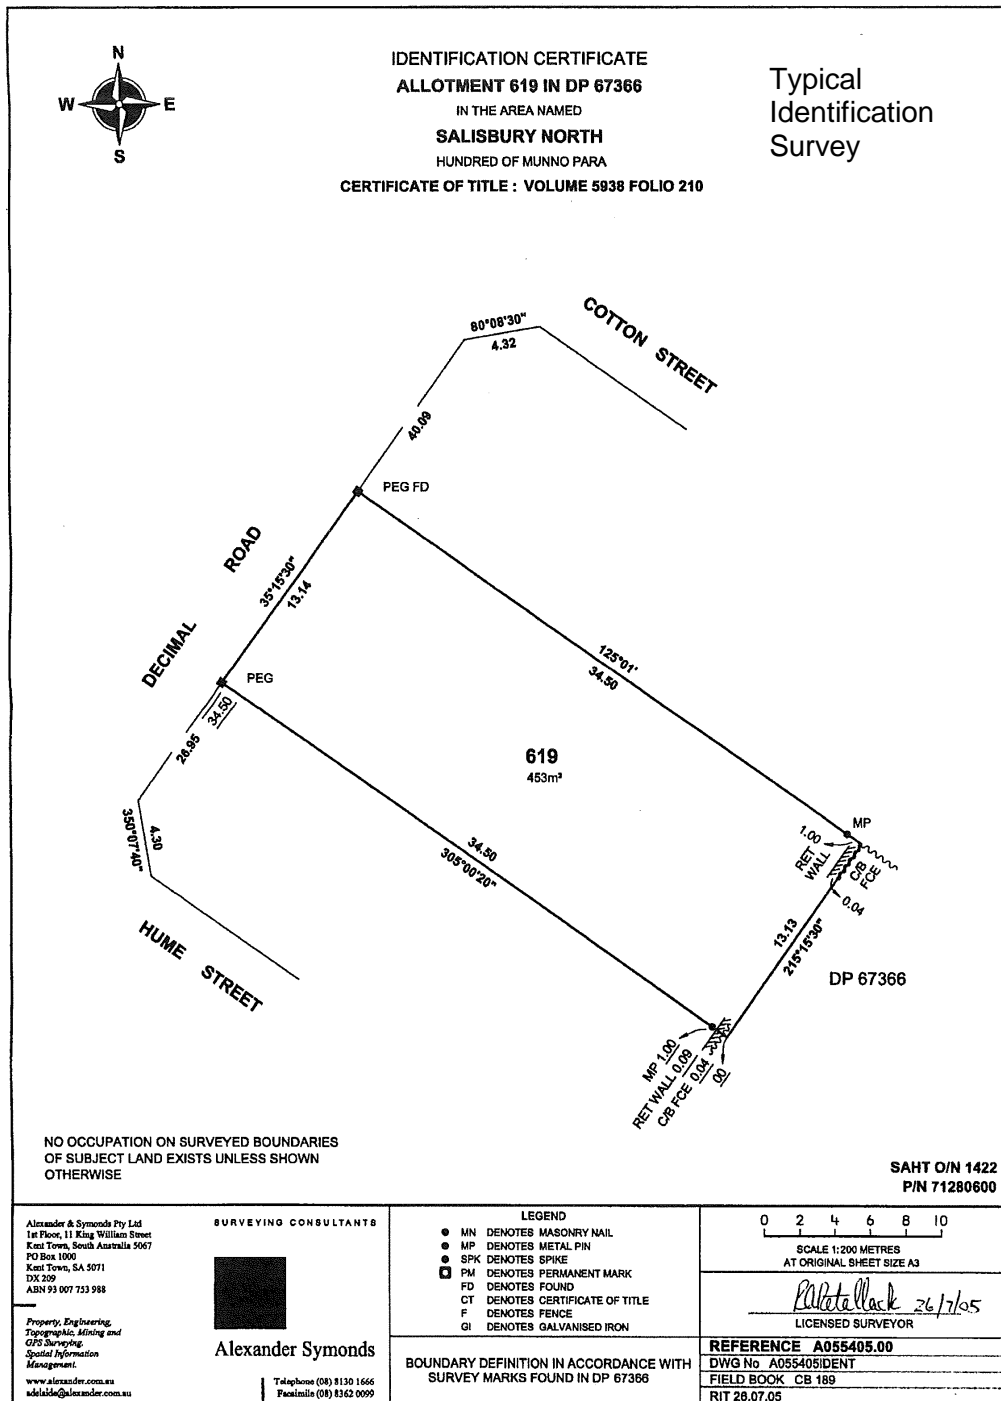 N
W E
S
IDENTIFICATION CERTIFICATE
ALLOTMENT 619 IN DP 67366
IN THE AREA NAMED
SALISBURY NORTH
HUNDRED OF MUNNO PARA
CERTIFICATE OF TITLE : VOLUME 5938 FOLIO 210
Typical
Identification
Survey
COTTON STREET
80°08'30"
4.32
40.09
PEG FD
DECIMAL ROAD
35°15'30"
13.14
PEG
34.50
26.95
350°07'40"
4.30
HUME STREET
125°01'
34.50
619
453m²
34.50
305°00'20"
MP
1.00
RET
WALL
C/B
FCE
0.04
13.13
215°15'30"
DP 67366
MP 1.00
RET WALL 0.09
C/B FCE 0.04
00
NO OCCUPATION ON SURVEYED BOUNDARIES
OF SUBJECT LAND EXISTS UNLESS SHOWN
OTHERWISE
SAHT O/N 1422
P/N 71280600
Alexander & Symonds Pty Ltd
1st Floor, 11 King William Street
Kent Town, South Australia 5067
PO Box 1000
Kent Town, SA 5071
DX 209
ABN 93 007 753 988
Property, Engineering,
Topographic, Mining and
GPS Surveying,
Spatial Information
Management.
www.alexander.com.au
adelaide@alexander.com.au
SURVEYING CONSULTANTS
Alexander Symonds
Telephone (08) 8130 1666
Facsimile (08) 8362 0099
LEGEND
MN DENOTES MASONRY NAIL
MP DENOTES METAL PIN
SPK DENOTES SPIKE
PM DENOTES PERMANENT MARK
FD DENOTES FOUND
CT DENOTES CERTIFICATE OF TITLE
F DENOTES FENCE
GI DENOTES GALVANISED IRON
BOUNDARY DEFINITION IN ACCORDANCE WITH
SURVEY MARKS FOUND IN DP 67366
0 2 4 6 8 10
SCALE 1:200 METRES
AT ORIGINAL SHEET SIZE A3
26/7/05
LICENSED SURVEYOR
REFERENCE A055405.00
DWG No A055405IDENT
FIELD BOOK CB 189
RIT 26.07.05